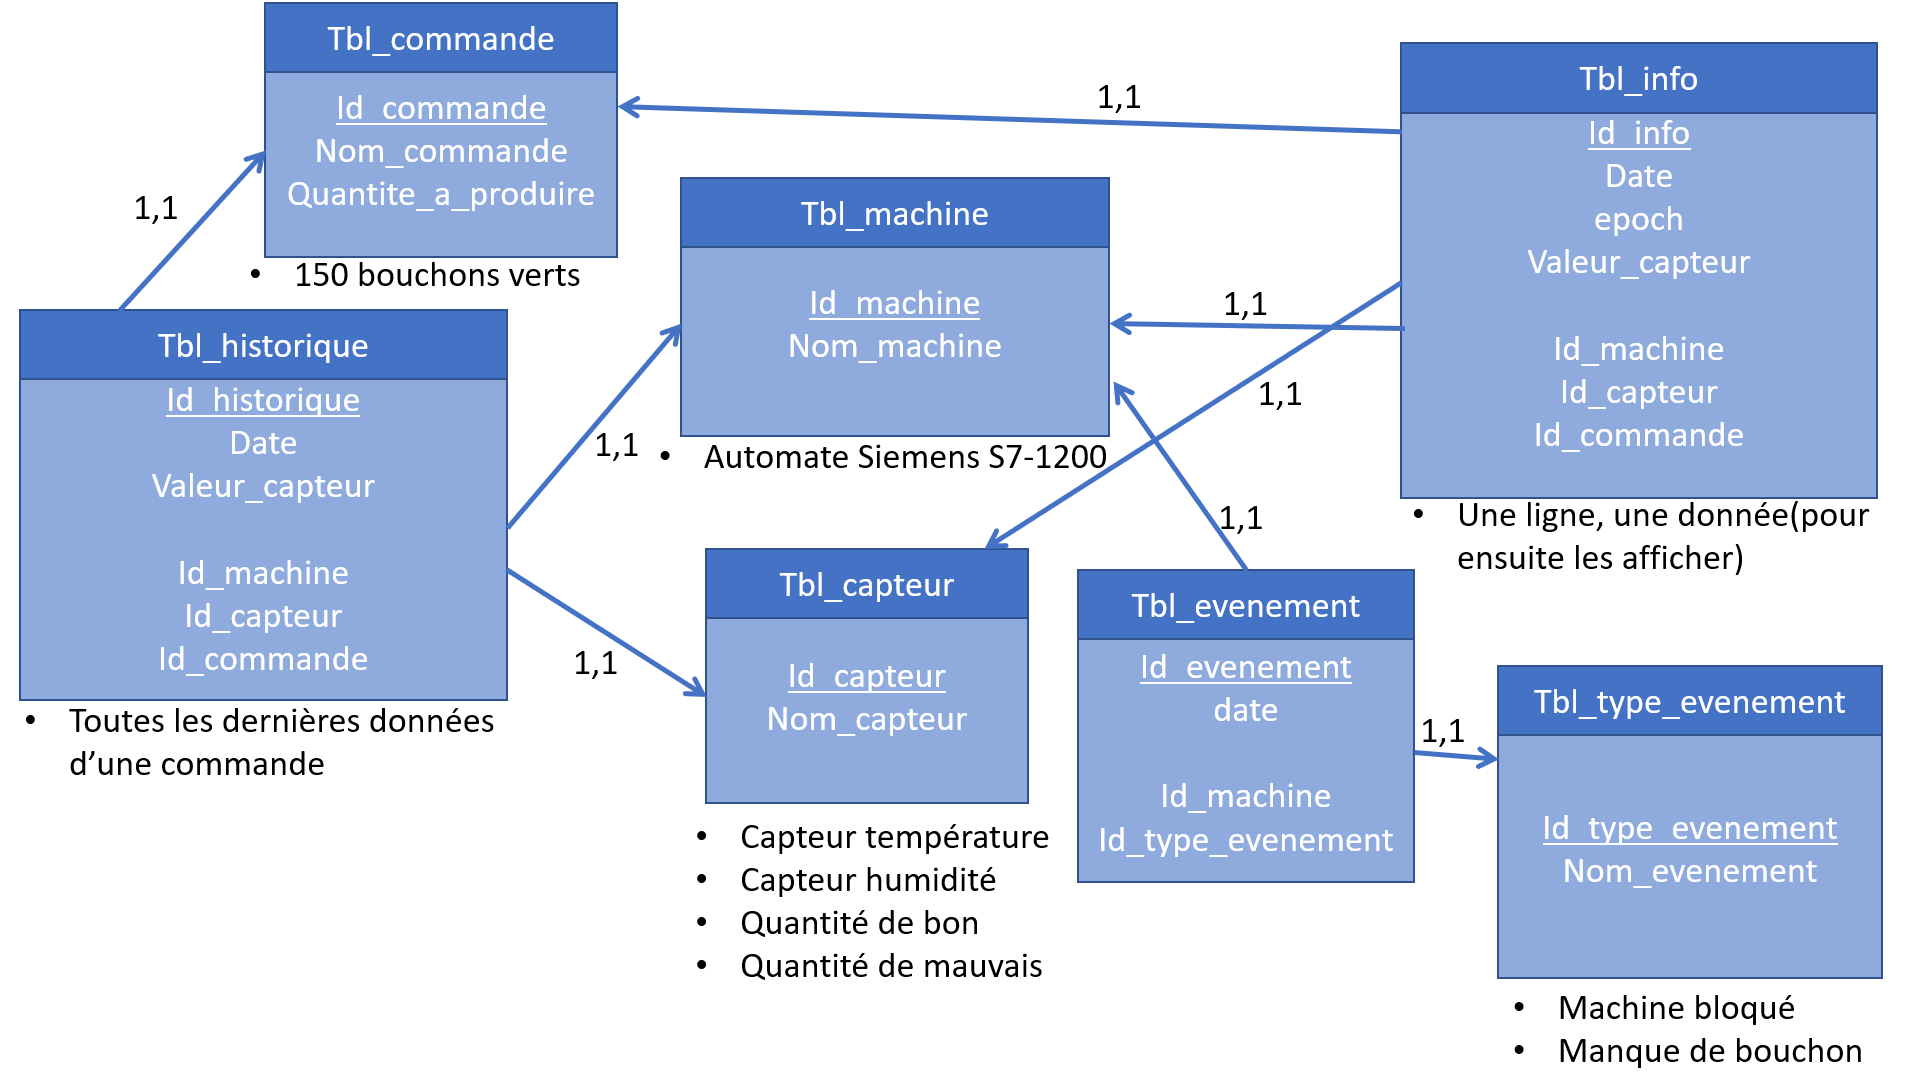 Tbl_commande
Id_commande
Nom_commande
Quantite_a_produire
• 150 bouchons verts
1,1
Tbl_historique
Id_historique
Date
Valeur_capteur
Id_machine
Id_capteur
Id_commande
• Toutes les dernières données
d’une commande
1,1
1,1
Tbl_machine
Id_machine
Nom_machine
• Automate Siemens S7-1200
1,1
1,1
1,1
Tbl_info
Id_info
Date
epoch
Valeur_capteur
Id_machine
Id_capteur
Id_commande
• Une ligne, une donnée(pour
ensuite les afficher)
Tbl_capteur
Id_capteur
Nom_capteur
• Capteur température
• Capteur humidité
• Quantité de bon
• Quantité de mauvais
1,1
Tbl_evenement
Id_evenement
date
Id_machine
Id_type_evenement
1,1
Tbl_type_evenement
Id_type_evenement
Nom_evenement
• Machine bloqué
• Manque de bouchon